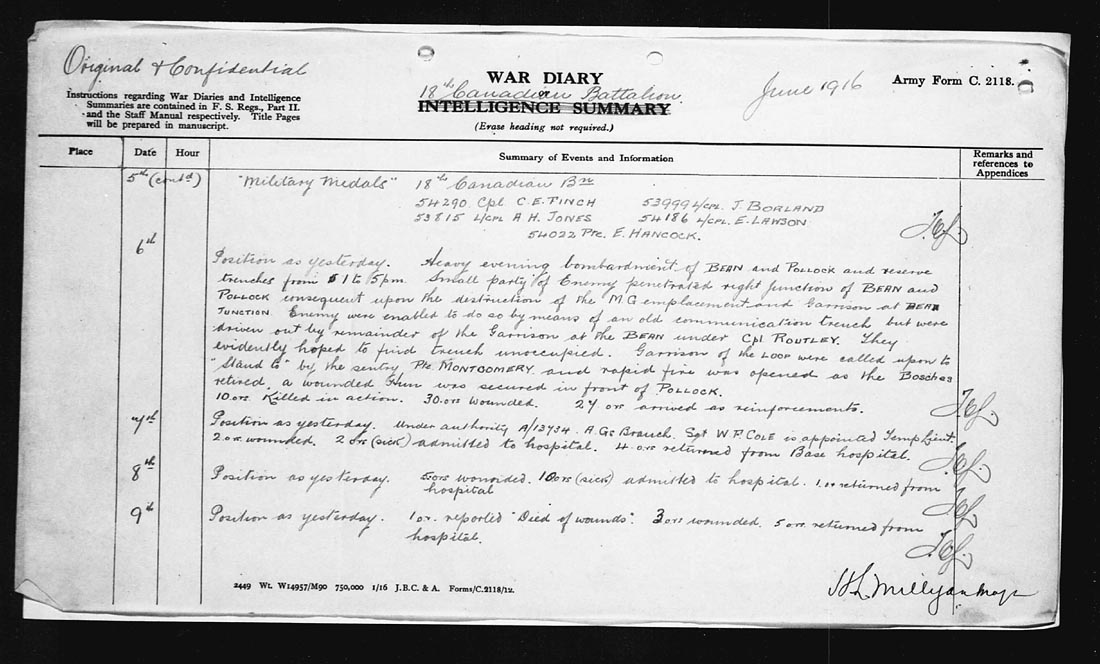 Original & Confidential
Instructions regarding War Diaries and Intelligence
Summaries are contained in F. S. Regs., Part II.
and the Staff Manual respectively. Title Pages
will be prepared in manuscript.
WAR DIARY
18th Canadian Battalion.
or
INTELLIGENCE SUMMARY
(Erase heading not required.)
June 1916
Army Form C. 2118.
Place
Date
Hour
Summary of Events and Information
Remarks and
references to
Appendices
5th (contd) "Military Medals" 18th Canadian Bn
54290 Cpl C.E. FINCH 53999 L/CPL. J. BORLAND
53815 L/CPL A H. JONES 54186 L/CPL. E. LAWSON
54022 Pte. E. HANCOCK.
6th
Position as yesterday. Heavy evening bombardment of BEAN and POLLOCK and reserve
trenches from 1 to 5 pm. Small party of Enemy penetrated right junction of BEAN and
POLLOCK consequent upon the destruction of the M G emplacement and Garrison at BEAN
JUNCTION. Enemy were enabled to do so by means of an old communication trench but were
driven out by remainder of the Garrison at the BEAN under Cpl ROUTLEY. They
evidently hoped to find trench unoccupied. Garrison of the LOOP were called upon to
"Stand to" by the sentry Pte MONTGOMERY and rapid fire was opened as the Bosches
retired, a wounded Hun was secured in front of POLLOCK.
10 ors. Killed in action. 30 ors wounded. 27 ors arrived as reinforcements.
7th
Position as yesterday. Under authority A/13734. A.Gs Branch, Sgt W.F. COLE is appointed Temp Lieut.
2 ors wounded. 2 ors (sick) admitted to hospital. 4 ors returned from Base hospital.
8th
Position as yesterday. 5 ors wounded. 10 ors (sick) admitted to hospital. 1 or returned from
hospital
9th
Position as yesterday. 1 or. reported "Died of wounds". 3 ors wounded. 5 ors returned from
hospital.
2449 Wt. W14957/M90 750,000 1/16 J.B.C. & A. Forms/C.2118/12.
H L Milligan Major